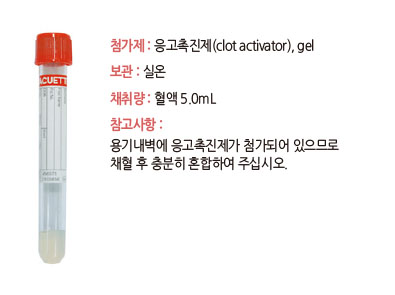 ACUETT
첨가제 : 응고촉진제(clot activator), gel
보관 : 실온
채취량 : 혈액 5.0mL
참고사항 :
용기내벽에 응고촉진제가 첨가되어 있으므로
채혈 후 충분히 혼합하여 주십시오.